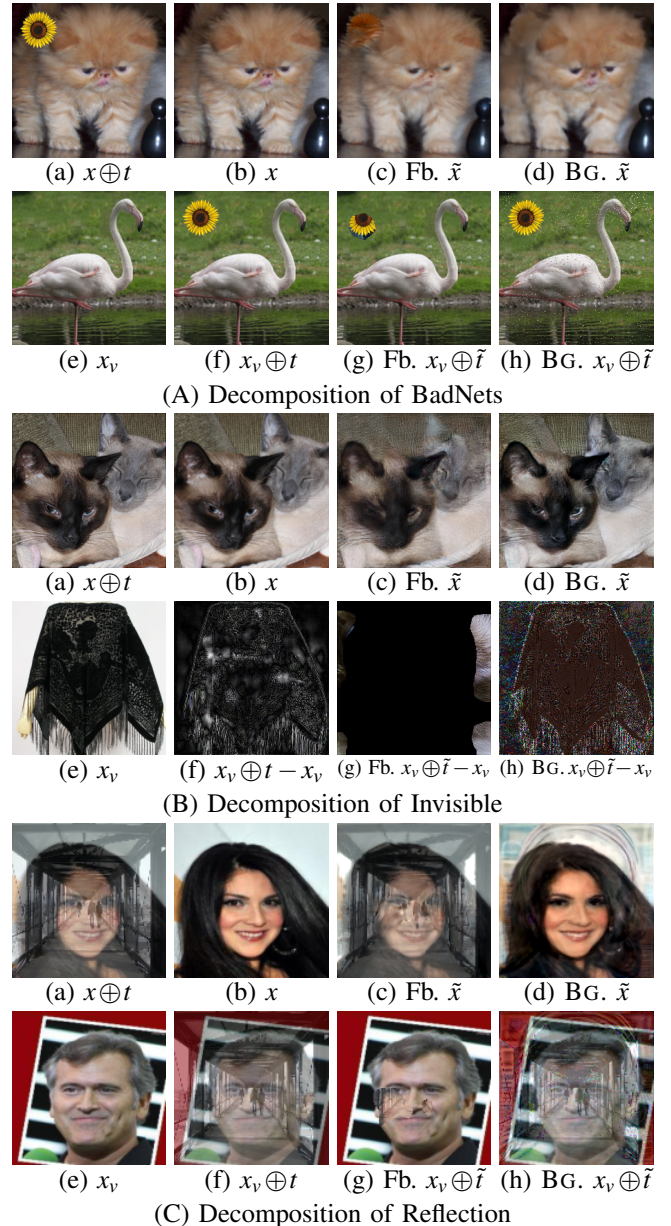 (a) x⊕t (b) x (c) Fb. x̃ (d) BG. x̃
(e) xᵥ (f) xᵥ⊕t (g) Fb. xᵥ⊕t̃ (h) BG. xᵥ⊕t̃
(A) Decomposition of BadNets
(a) x⊕t (b) x (c) Fb. x̃ (d) BG. x̃
(e) xᵥ (f) xᵥ⊕t−xᵥ (g) Fb. xᵥ⊕t̃−xᵥ (h) BG. xᵥ⊕t̃−xᵥ
(B) Decomposition of Invisible
(a) x⊕t (b) x (c) Fb. x̃ (d) BG. x̃
(e) xᵥ (f) xᵥ⊕t (g) Fb. xᵥ⊕t̃ (h) BG. xᵥ⊕t̃
(C) Decomposition of Reflection